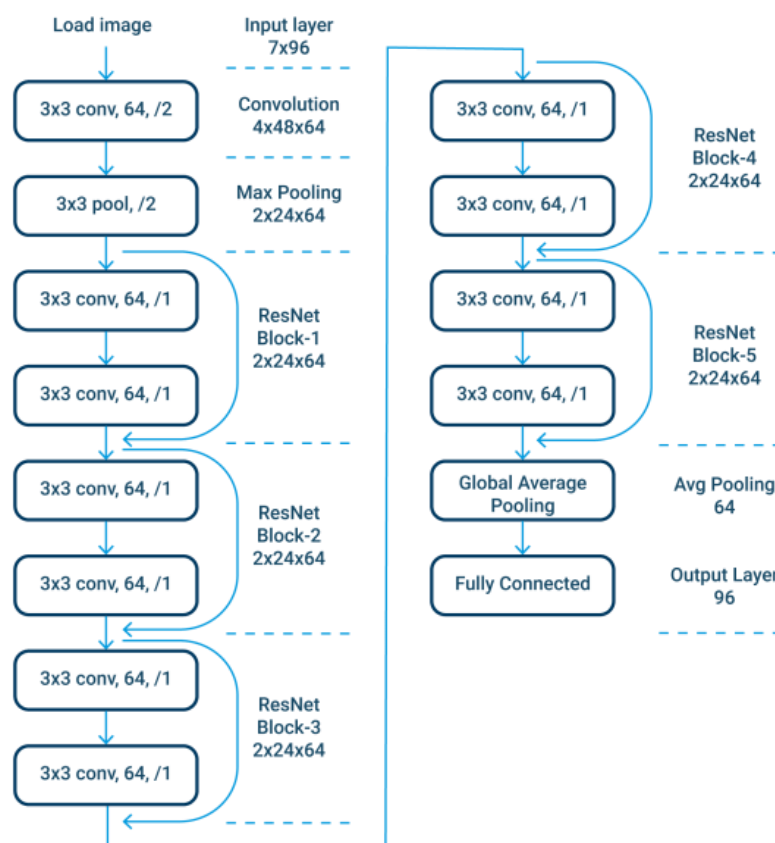 Load image
Input layer
7x96
3x3 conv, 64, /2
Convolution
4x48x64
3x3 pool, /2
Max Pooling
2x24x64
3x3 conv, 64, /1
3x3 conv, 64, /1
ResNet
Block-1
2x24x64
3x3 conv, 64, /1
3x3 conv, 64, /1
ResNet
Block-2
2x24x64
3x3 conv, 64, /1
3x3 conv, 64, /1
ResNet
Block-3
2x24x64
3x3 conv, 64, /1
3x3 conv, 64, /1
ResNet
Block-4
2x24x64
3x3 conv, 64, /1
3x3 conv, 64, /1
ResNet
Block-5
2x24x64
Global Average
Pooling
Avg Pooling
64
Fully Connected
Output Layer
96